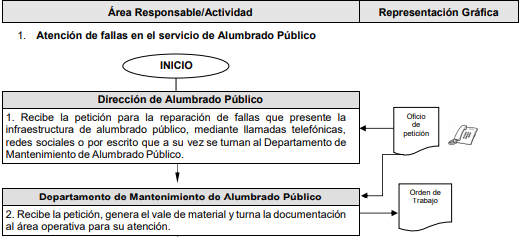 Área Responsable/Actividad
Representación Gráfica
1. Atención de fallas en el servicio de Alumbrado Público
INICIO
Dirección de Alumbrado Público
1. Recibe la petición para la reparación de fallas que presente la
infraestructura de alumbrado público, mediante llamadas telefónicas,
redes sociales o por escrito que a su vez se turnan al Departamento de
Mantenimiento de Alumbrado Público.
Oficio
de
petición
Departamento de Mantenimiento de Alumbrado Público
2. Recibe la petición, genera el vale de material y turna la documentación
al área operativa para su atención.
Orden de
Trabajo